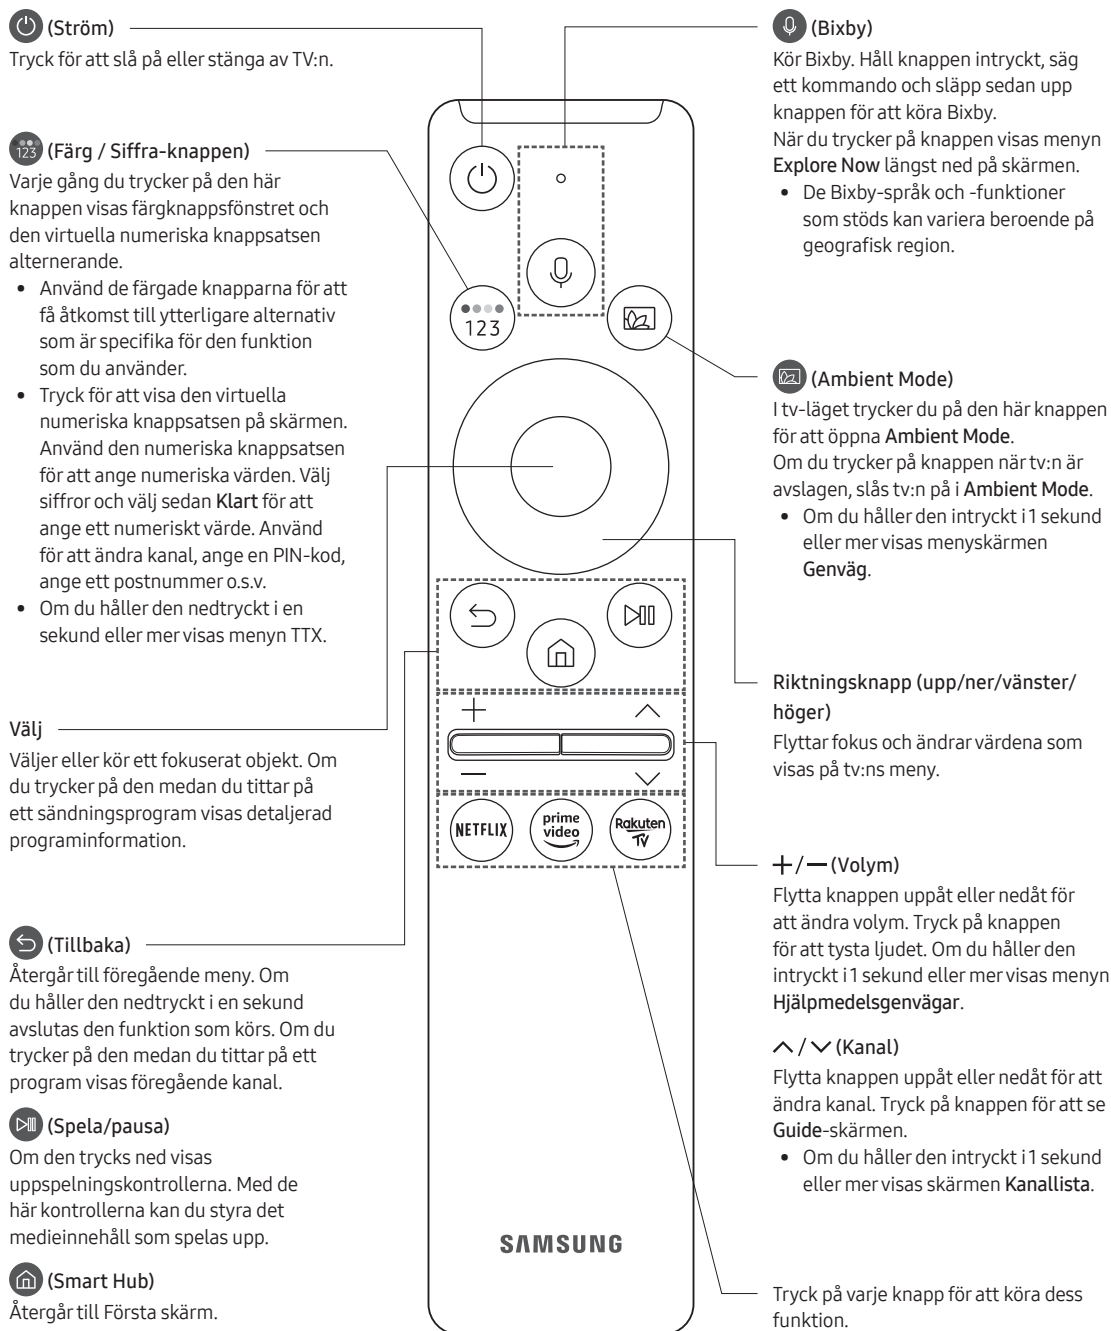 (Ström)
Tryck för att slå på eller stänga av TV:n.
123 (Färg / Siffra-knappen)
Varje gång du trycker på den här
knappen visas färgknappsfönstret och
den virtuella numeriska knappsatsen
alternerande.
• Använd de färgade knapparna för att
få åtkomst till ytterligare alternativ
som är specifika för den funktion
som du använder.
• Tryck för att visa den virtuella
numeriska knappsatsen på skärmen.
Använd den numeriska knappsatsen
för att ange numeriska värden. Välj
siffror och välj sedan Klart för att
ange ett numeriskt värde. Använd
för att ändra kanal, ange en PIN-kod,
ange ett postnummer o.s.v.
• Om du håller den nedtryckt i en
sekund eller mer visas menyn TTX.
Välj
Väljer eller kör ett fokuserat objekt. Om
du trycker på den medan du tittar på
ett sändningsprogram visas detaljerad
programinformation.
(Tillbaka)
Återgår till föregående meny. Om
du håller den nedtryckt i en sekund
avslutas den funktion som körs. Om du
trycker på den medan du tittar på ett
program visas föregående kanal.
(Spela/pausa)
Om den trycks ned visas
uppspelningskontrollerna. Med de
här kontrollerna kan du styra det
medieinnehåll som spelas upp.
(Smart Hub)
Återgår till Första skärm.
123
NETFLIX
prime
video
Rakuten
TV
SAMSUNG
(Bixby)
Kör Bixby. Håll knappen intryckt, säg
ett kommando och släpp sedan upp
knappen för att köra Bixby.
När du trycker på knappen visas menyn
Explore Now längst ned på skärmen.
• De Bixby-språk och -funktioner
som stöds kan variera beroende på
geografisk region.
(Ambient Mode)
I tv-läget trycker du på den här knappen
för att öppna Ambient Mode.
Om du trycker på knappen när tv:n är
avslagen, slås tv:n på i Ambient Mode.
• Om du håller den intryckt i 1 sekund
eller mer visas menyskärmen
Genväg.
Riktningsknapp (upp/ner/vänster/
höger)
Flyttar fokus och ändrar värdena som
visas på tv:ns meny.
+/− (Volym)
Flytta knappen uppåt eller nedåt för
att ändra volym. Tryck på knappen
för att tysta ljudet. Om du håller den
intryckt i 1 sekund eller mer visas menyn
Hjälpmedelsgenvägar.
/ (Kanal)
Flytta knappen uppåt eller nedåt för att
ändra kanal. Tryck på knappen för att se
Guide-skärmen.
• Om du håller den intryckt i 1 sekund
eller mer visas skärmen Kanallista.
Tryck på varje knapp för att köra dess
funktion.